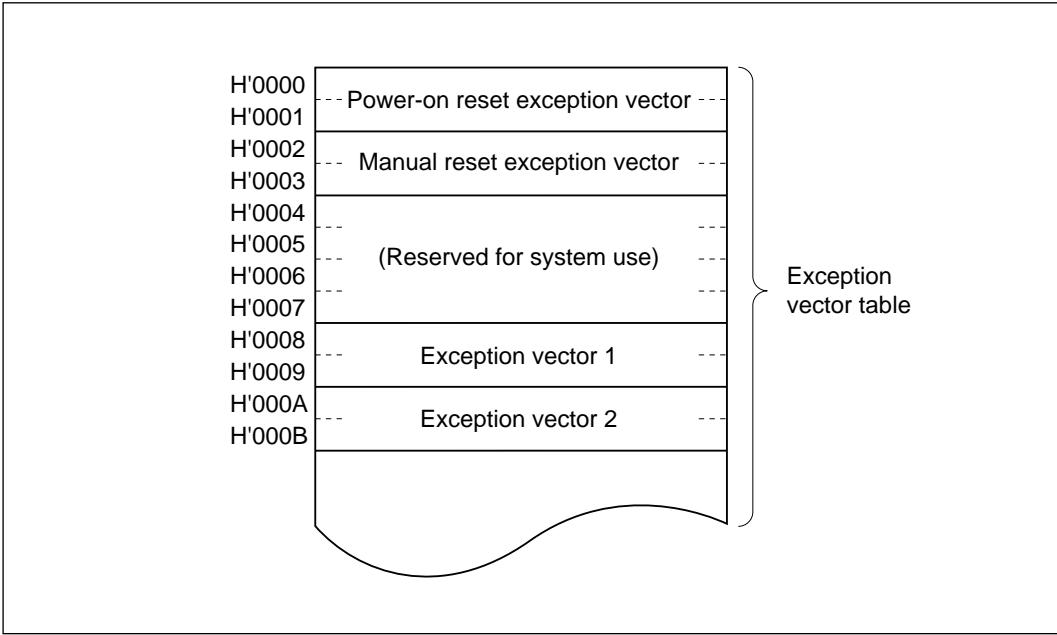 H'0000
Power-on reset exception vector
H'0001
H'0002
Manual reset exception vector
H'0003
H'0004
H'0005
(Reserved for system use)
H'0006
H'0007
Exception
vector table
H'0008
Exception vector 1
H'0009
H'000A
Exception vector 2
H'000B